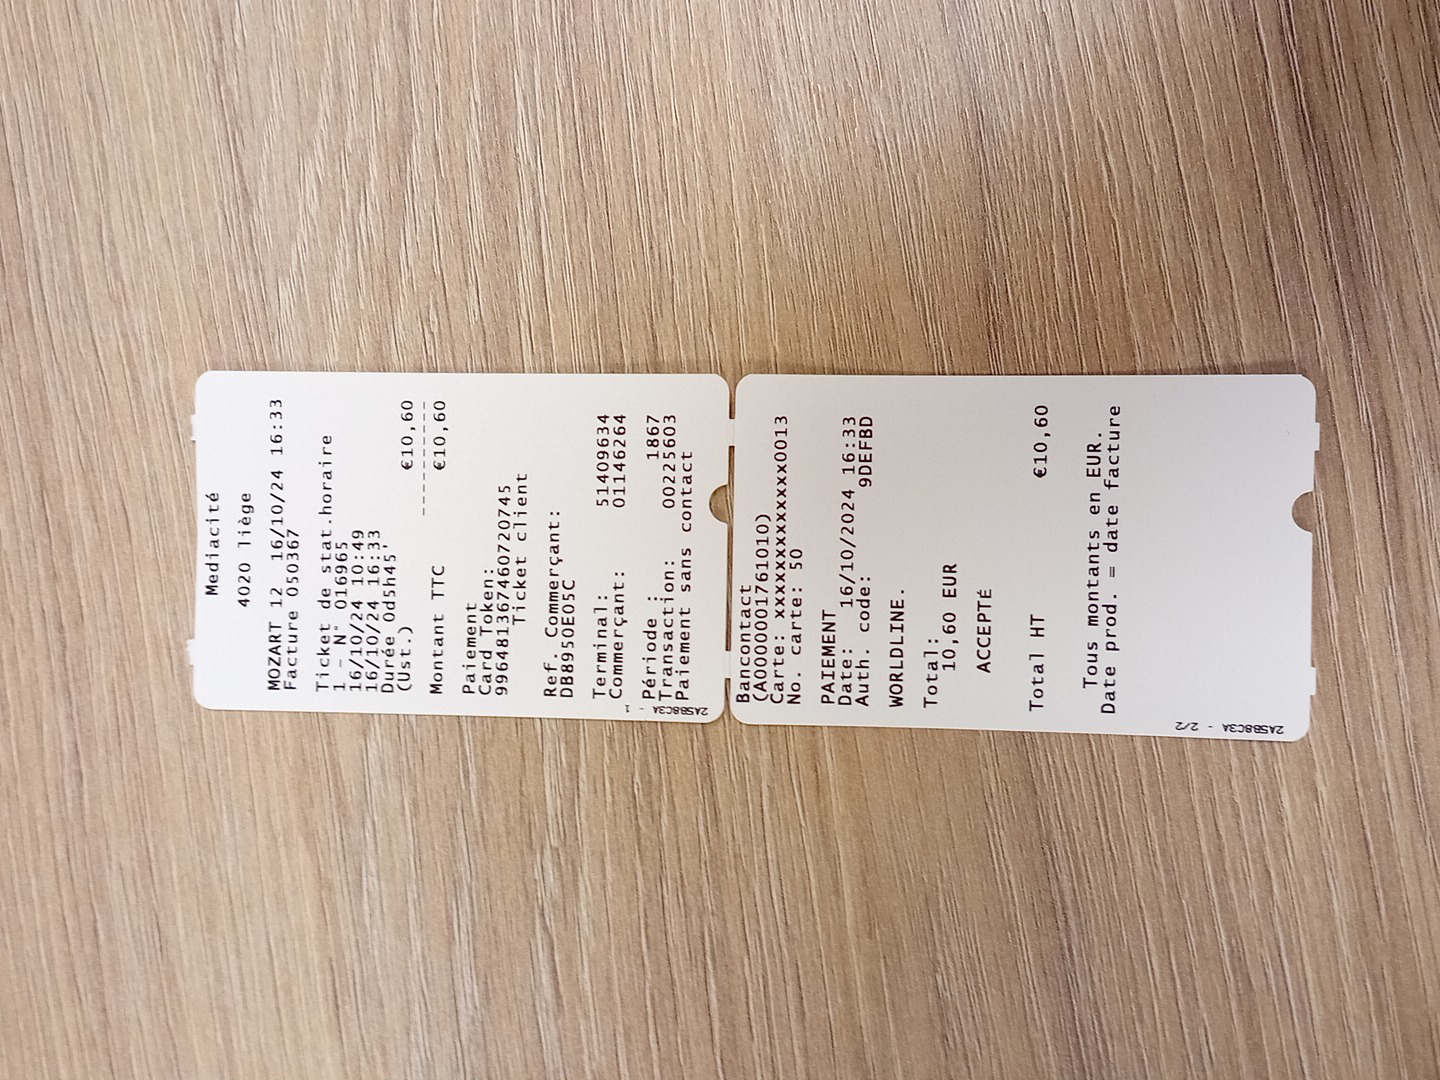 Mediacité
4020 liège
MOZART 12 16/10/24 16:33
Facture 050367
Ticket de stat.horaire
1 - N° 016965
16/10/24 10:49
16/10/24 16:33
Durée 0d5h45'
(Ust.) €10,60
---------
Montant TTC €10,60
Paiement
Card Token:
996481367460720745
Ticket client
Ref. Commerçant:
DB8950E05C
Terminal: 51409634
Commerçant: 01146264
Période : 1867
Transaction: 00225603
Paiement sans contact
2A5B8C3A - 1
Bancontact
(A0000001761010)
Carte: xxxxxxxxxxxxxxx0013
No. carte: 50
PAIEMENT
Date: 16/10/2024 16:33
Auth. code: 9DEFBD
WORLDLINE.
Total:
10,60 EUR
ACCEPTÉ
Total HT €10,60
Tous montants en EUR.
Date prod. = date facture
2A5B8C3A - 2/2